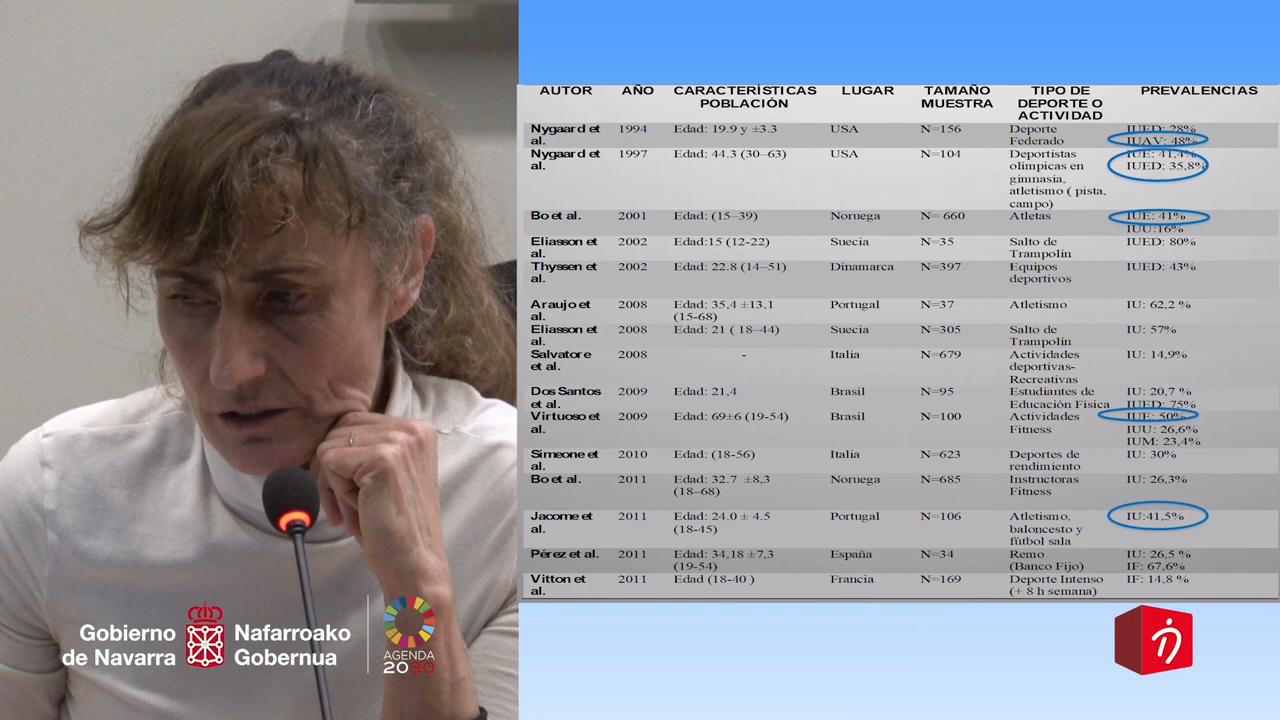 AUTOR AÑO CARACTERÍSTICAS POBLACIÓN LUGAR TAMAÑO MUESTRA TIPO DE DEPORTE O ACTIVIDAD PREVALENCIAS
Nygaard et al. 1994 Edad: 19.9 y ±3.3 USA N=156 Deporte Federado IUED: 28% IUAV: 48%
Nygaard et al. 1997 Edad: 44.3 (30–63) USA N=104 Deportistas olímpicas en gimnasia, atletismo ( pista, campo) IUE: 41,4% IUED: 35,8%
Bo et al. 2001 Edad: (15–39) Noruega N= 660 Atletas IUE: 41% IUU:16%
Eliasson et al. 2002 Edad:15 (12-22) Suecia N=35 Salto de Trampolín IUED: 80%
Thyssen et al. 2002 Edad: 22.8 (14–51) Dinamarca N=397 Equipos deportivos IUED: 43%
Araujo et al. 2008 Edad: 35,4 ±13,1 (15-68) Portugal N=37 Atletismo IU: 62,2 %
Eliasson et al. 2008 Edad: 21 ( 18–44) Suecia N=305 Salto de Trampolín IU: 57%
Salvatore et al. 2008 - Italia N=679 Actividades deportivas- Recreativas IU: 14,9%
Dos Santos et al. 2009 Edad: 21,4 Brasil N=95 Estudiantes de Educación Física IU: 20,7 % IUED: 75%
Virtuoso et al. 2009 Edad: 69±6 (19-54) Brasil N=100 Actividades Fitness IUE: 50% IUU: 26,6% IUM: 23,4%
Simeone et al. 2010 Edad: (18-56) Italia N=623 Deportes de rendimiento IU: 30%
Bo et al. 2011 Edad: 32.7 ±8,3 (18–68) Noruega N=685 Instructoras Fitness IU: 26,3%
Jacome et al. 2011 Edad: 24.0 ± 4.5 (18-45) Portugal N=106 Atletismo, baloncesto y fútbol sala IU:41,5%
Pérez et al. 2011 Edad: 34,18 ±7,3 (19-54) España N=34 Remo (Banco Fijo) IU: 26,5 % IF: 67,6%
Vitton et al. 2011 Edad (18-40 ) Francia N=169 Deporte Intenso (+ 8 h semana) IF: 14,8 %
Gobierno de Navarra
Nafarroako Gobernua
AGENDA
2030